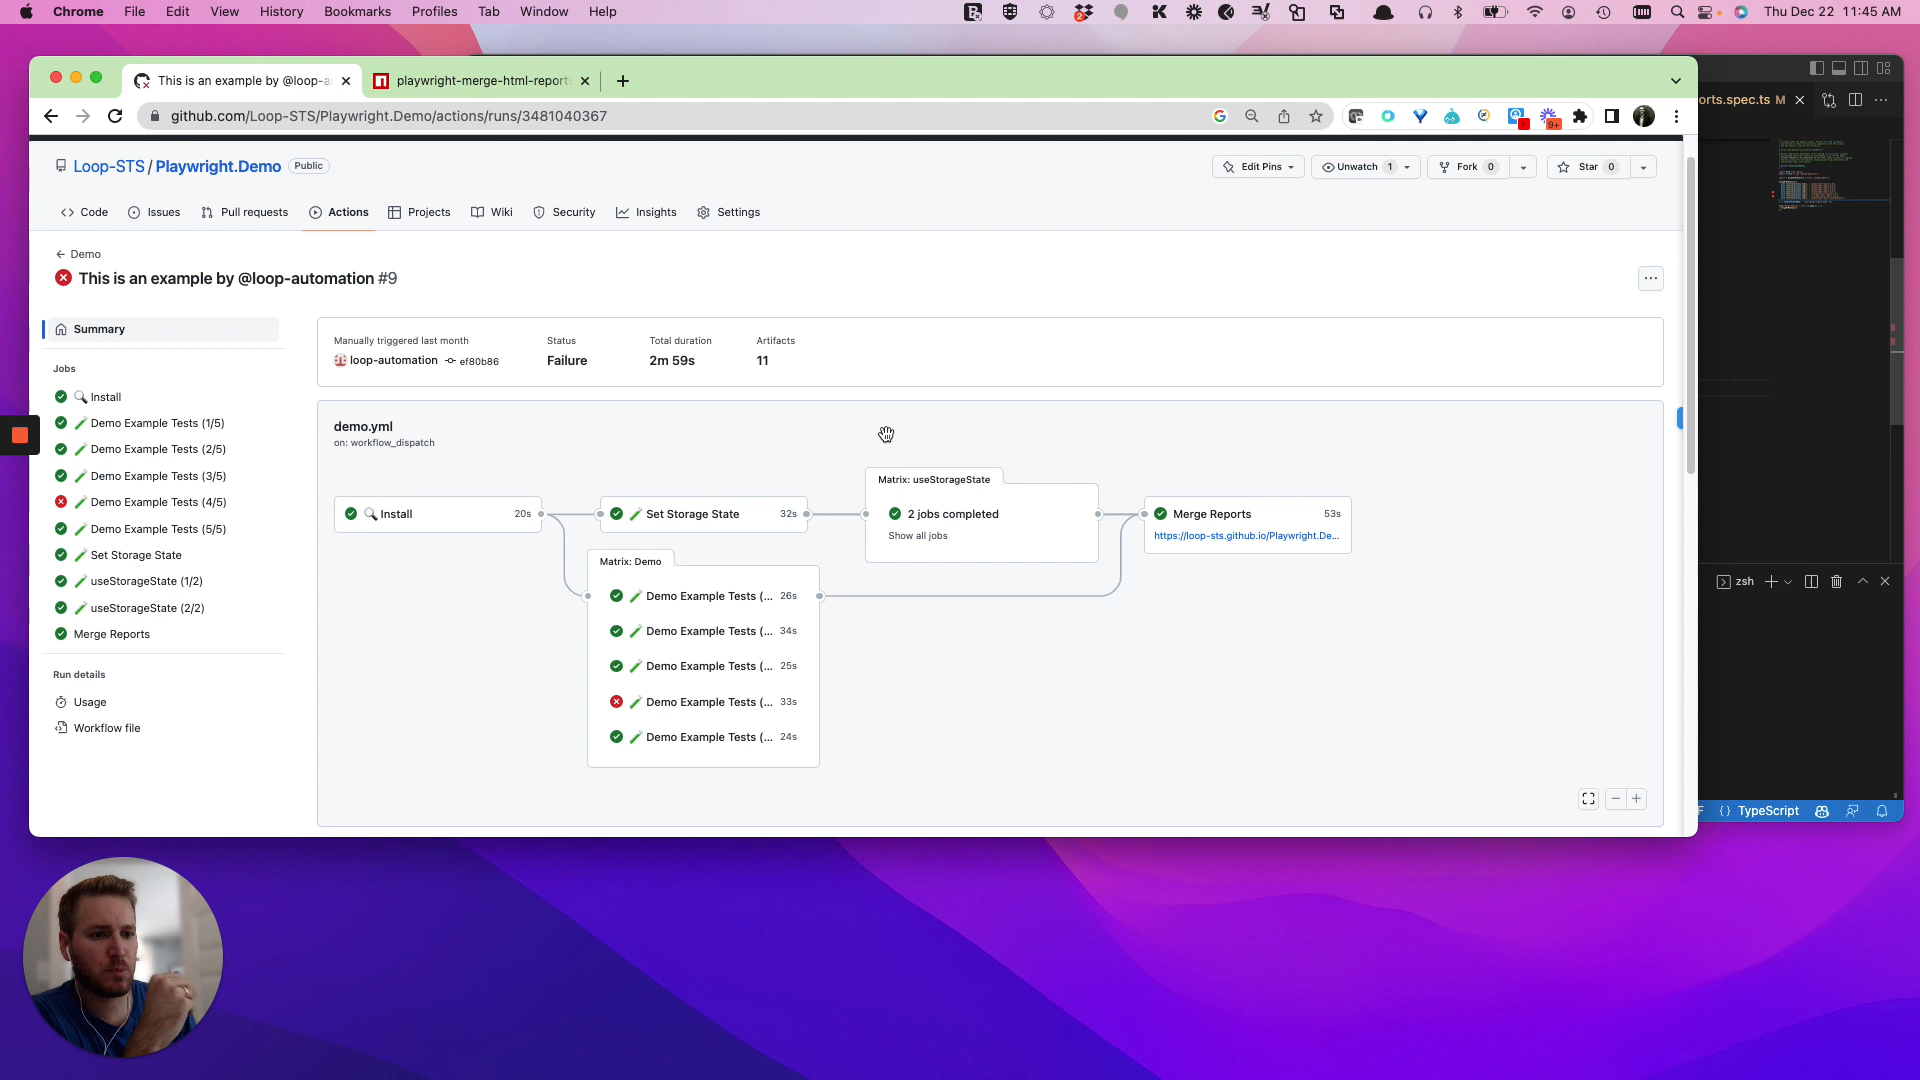 Chrome File Edit View History Bookmarks Profiles Tab Window Help
2
Thu Dec 22 11:45 AM
This is an example by @loop-a
playwright-merge-html-report
github.com/Loop-STS/Playwright.Demo/actions/runs/3481040367
9+
orts.spec.ts M
Loop-STS / Playwright.Demo Public
Edit Pins
Unwatch 1
Fork 0
Star 0
Code
Issues
Pull requests
Actions
Projects
Wiki
Security
Insights
Settings
Demo
This is an example by @loop-automation #9
...
Summary
Jobs
Install
Demo Example Tests (1/5)
Demo Example Tests (2/5)
Demo Example Tests (3/5)
Demo Example Tests (4/5)
Demo Example Tests (5/5)
Set Storage State
useStorageState (1/2)
useStorageState (2/2)
Merge Reports
Run details
Usage
Workflow file
Manually triggered last month
loop-automation ef80b86
Status
Failure
Total duration
2m 59s
Artifacts
11
demo.yml
on: workflow_dispatch
Install 20s
Set Storage State 32s
Matrix: useStorageState
2 jobs completed
Show all jobs
Merge Reports 53s
https://loop-sts.github.io/Playwright.De...
Matrix: Demo
Demo Example Tests (... 26s
Demo Example Tests (... 34s
Demo Example Tests (... 25s
Demo Example Tests (... 33s
Demo Example Tests (... 24s
zsh
F {} TypeScript